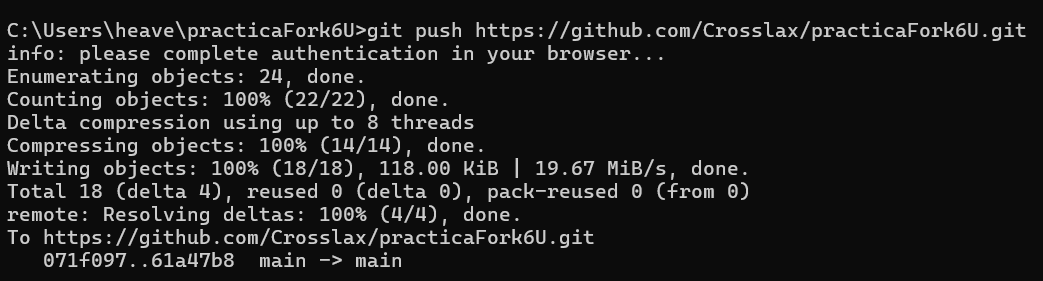 C:\Users\heave\practicaFork6U>git push https://github.com/Crosslax/practicaFork6U.git
info: please complete authentication in your browser...
Enumerating objects: 24, done.
Counting objects: 100% (22/22), done.
Delta compression using up to 8 threads
Compressing objects: 100% (14/14), done.
Writing objects: 100% (18/18), 118.00 KiB | 19.67 MiB/s, done.
Total 18 (delta 4), reused 0 (delta 0), pack-reused 0 (from 0)
remote: Resolving deltas: 100% (4/4), done.
To https://github.com/Crosslax/practicaFork6U.git
   071f097..61a47b8  main -> main